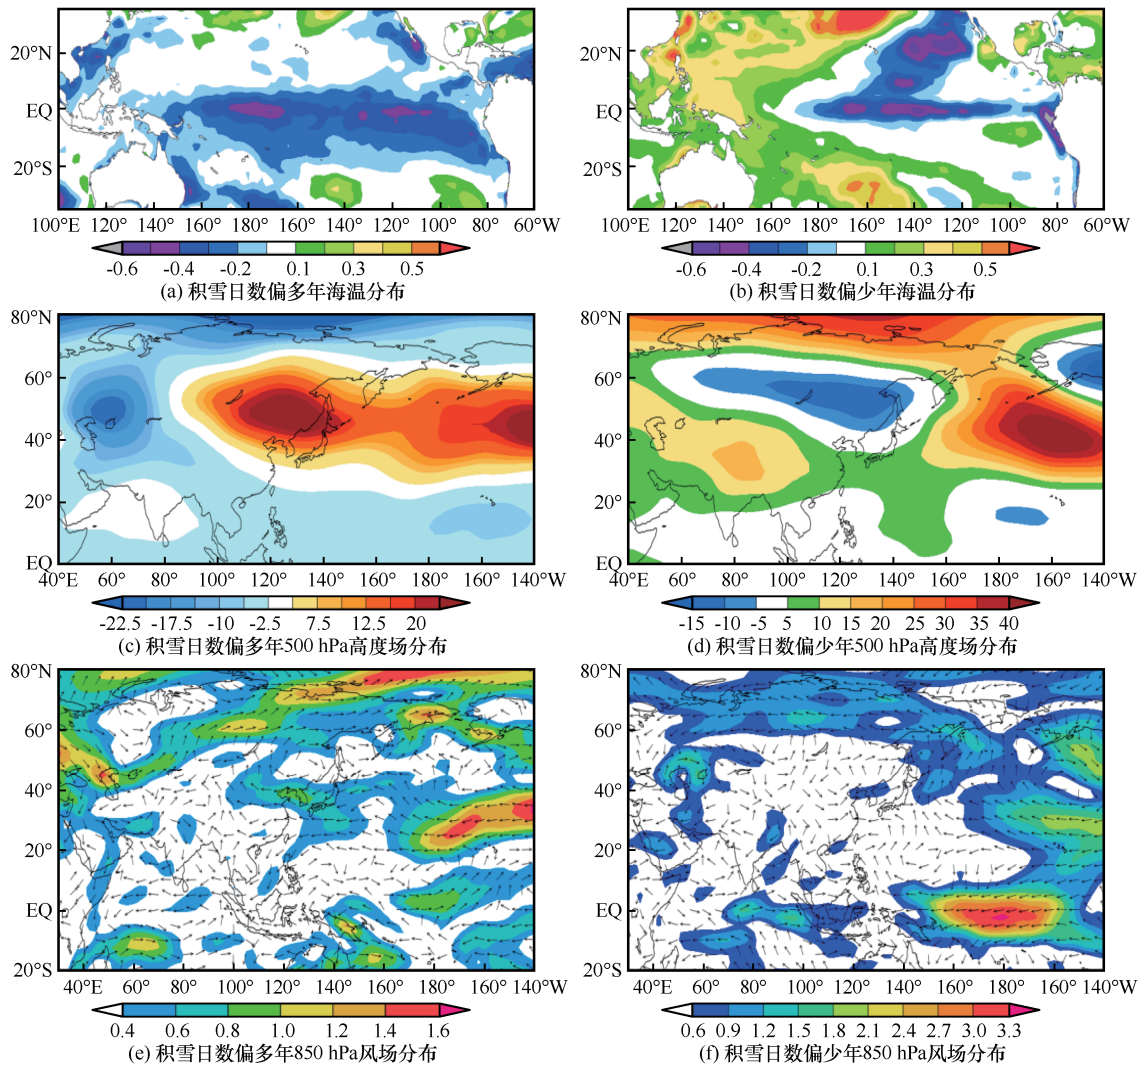 20°N
EQ
20°S
100°E 120° 140° 160° 180° 160° 140° 120° 100° 80° 60°W
-0.6 -0.4 -0.2 0.1 0.3 0.5
(a) 积雪日数偏多年海温分布
20°N
EQ
20°S
100°E 120° 140° 160° 180° 160° 140° 120° 100° 80° 60°W
-0.6 -0.4 -0.2 0.1 0.3 0.5
(b) 积雪日数偏少年海温分布
80°N
60°
40°
20°
EQ
40°E 60° 80° 100° 120° 140° 160° 180° 160° 140°W
-22.5 -17.5 -10 -2.5 7.5 12.5 20
(c) 积雪日数偏多年500 hPa高度场分布
80°N
60°
40°
20°
EQ
40°E 60° 80° 100° 120° 140° 160° 180° 160° 140°W
-15 -10 -5 5 10 20 25 30 35 40
(d) 积雪日数偏少年500 hPa高度场分布
80°N
60°
40°
20°
EQ
20°S
40°E 60° 80° 100° 120° 140° 160° 180° 160° 140°W
0.4 0.6 0.8 1.0 1.2 1.4 1.6
(e) 积雪日数偏多年850 hPa风场分布
80°N
60°
40°
20°
EQ
20°S
40°E 60° 80° 100° 120° 140° 160° 180° 160° 140°W
0.6 0.9 1.2 1.5 1.8 2.1 2.4 2.7 3.0 3.3
(f) 积雪日数偏少年850 hPa风场分布